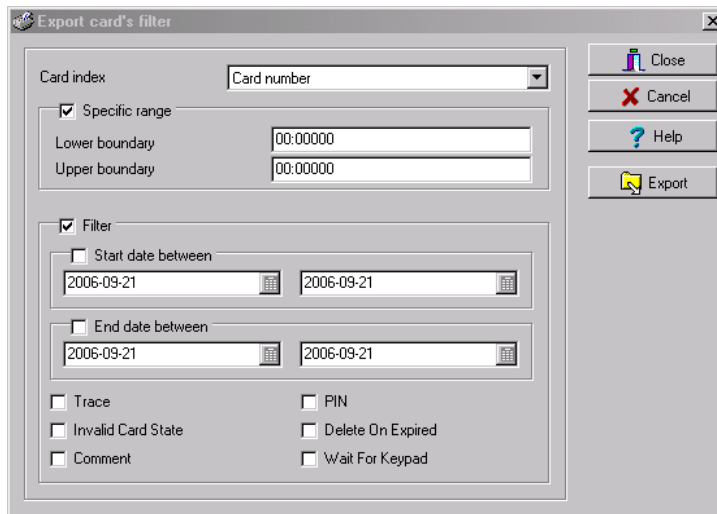 Export card's filter
Card index
Card number
Close
Cancel
Help
Export
Specific range
Lower boundary
00:00000
Upper boundary
00:00000
Filter
Start date between
2006-09-21
2006-09-21
End date between
2006-09-21
2006-09-21
Trace
PIN
Invalid Card State
Delete On Expired
Comment
Wait For Keypad